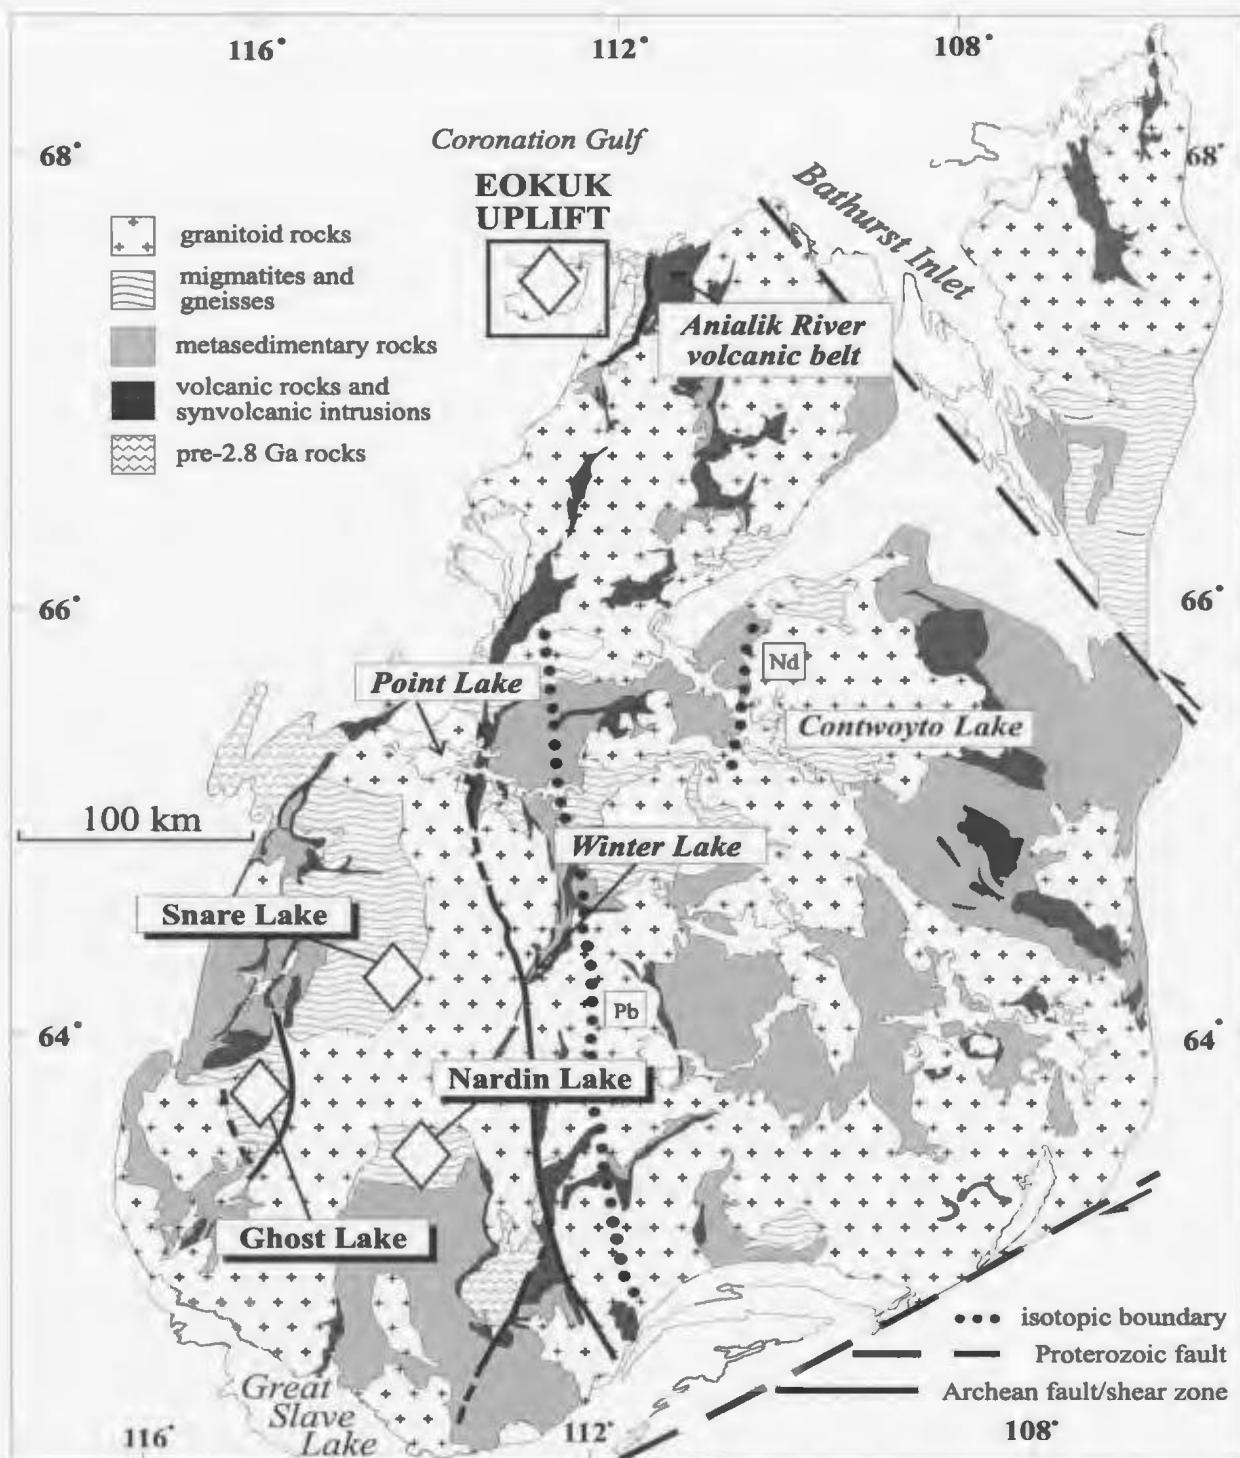 116°
112°
108°
68°
Coronation Gulf
EOKUK
UPLIFT
Bathurst Inlet
68°
granitoid rocks
migmatites and
gneisses
metasedimentary rocks
volcanic rocks and
synvolcanic intrusions
pre-2.8 Ga rocks
Anialik River
volcanic belt
66°
66°
Nd
Point Lake
Contwoyto Lake
100 km
Winter Lake
Snare Lake
Pb
64°
64°
Nardin Lake
Ghost Lake
isotopic boundary
Proterozoic fault
Archean fault/shear zone
Great
Slave
Lake
116°
112°
108°